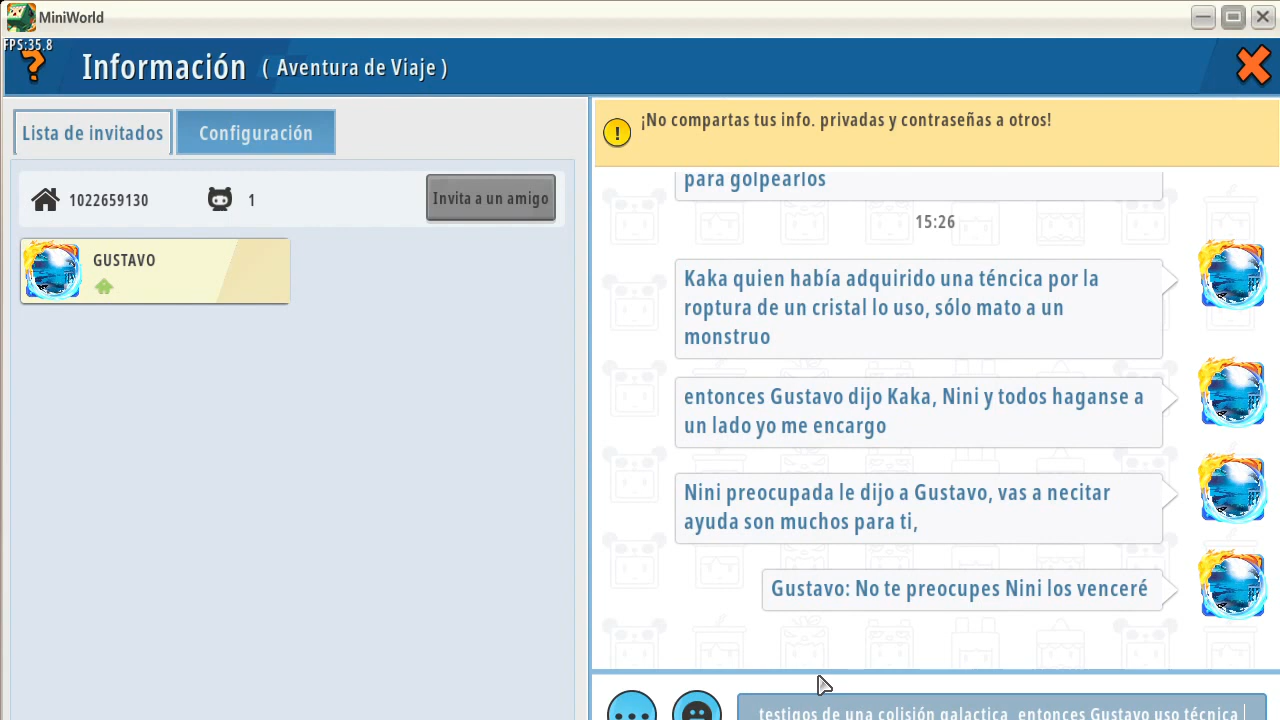 MiniWorld
FPS:35.8
Información ( Aventura de Viaje )
Lista de invitados
Configuración
1022659130
1
Invita a un amigo
GUSTAVO
¡No compartas tus info. privadas y contraseñas a otros!
para golpearlos
15:26
Kaka quien había adquirido una téncica por la
roptura de un cristal lo uso, sólo mato a un
monstruo
entonces Gustavo dijo Kaka, Nini y todos haganse a
un lado yo me encargo
Nini preocupada le dijo a Gustavo, vas a necitar
ayuda son muchos para ti,
Gustavo: No te preocupes Nini los venceré
testigos de una colisión galactica, entonces Gustavo uso técnica